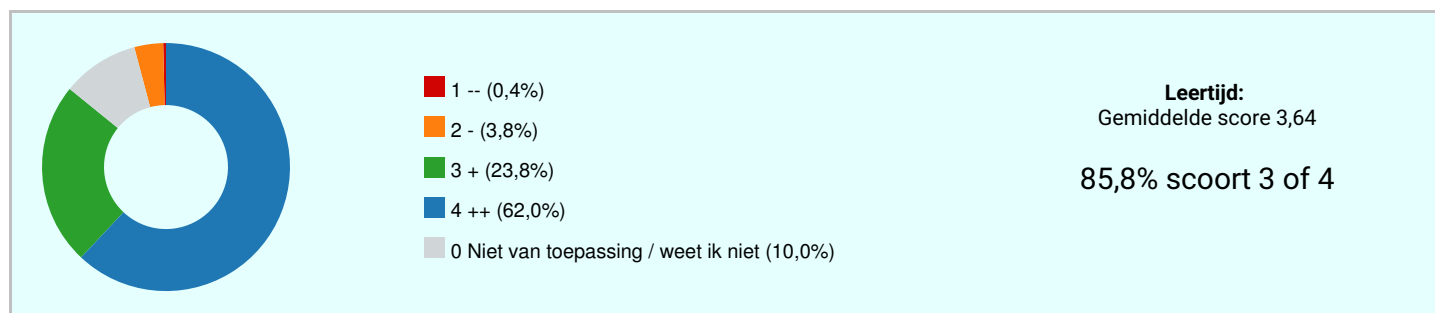 1 -- (0,4%)
2 - (3,8%)
3 + (23,8%)
4 ++ (62,0%)
0 Niet van toepassing / weet ik niet (10,0%)
Leertijd:
Gemiddelde score 3,64
85,8% scoort 3 of 4